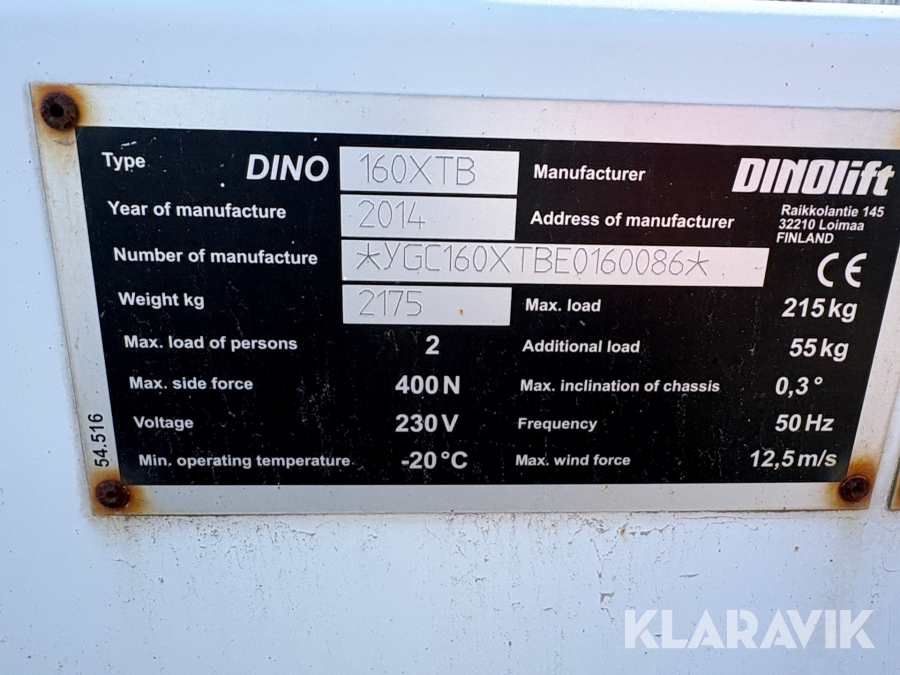 Type DINO 160XTB
Manufacturer DINOlift
Year of manufacture 2014
Address of manufacturer Raikkolantie 145
32210 Loimaa
FINLAND
Number of manufacture *YGC160XTBE0160086*
CE
Weight kg 2175
Max. load 215 kg
Max. load of persons 2
Additional load 55 kg
Max. side force 400 N
Max. inclination of chassis 0,3°
Voltage 230 V
Frequency 50 Hz
Min. operating temperature -20°C
Max. wind force 12,5 m/s
54.516
KLARAVIK